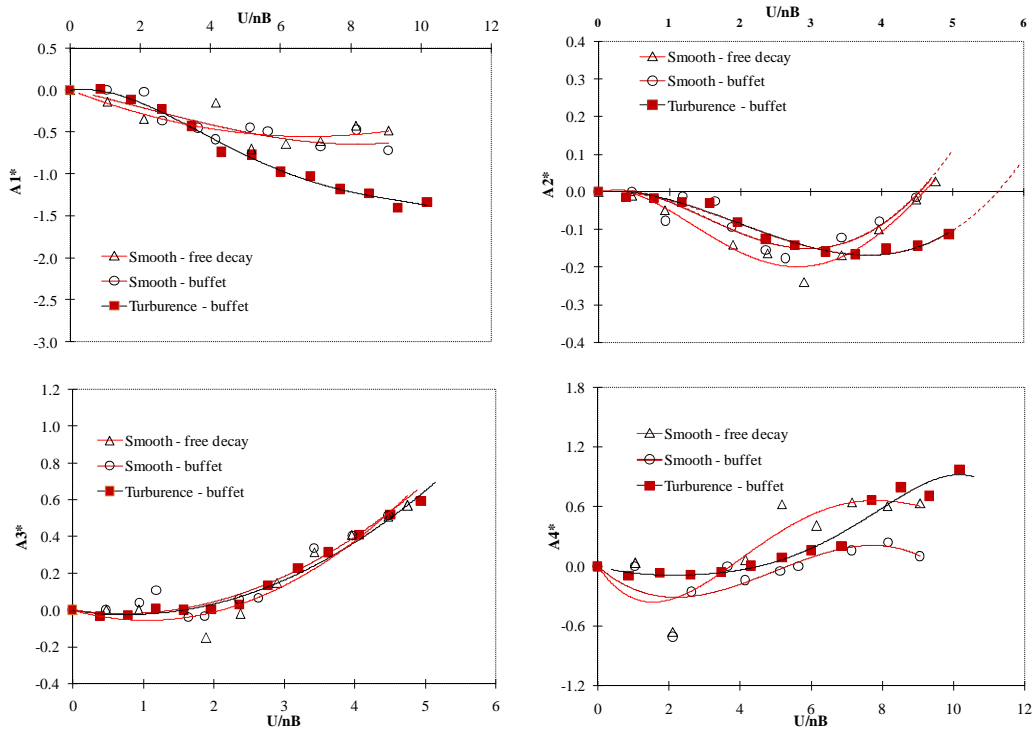 U/nB
0 2 4 6 8 10 12
0.5
0.0
-0.5
-1.0
-1.5
-2.0
-2.5
-3.0
A1*
Smooth - free decay
Smooth - buffet
Turburence - buffet
U/nB
0 1 2 3 4 5 6
0.4
0.3
0.2
0.1
0.0
-0.1
-0.2
-0.3
-0.4
A2*
Smooth - free decay
Smooth - buffet
Turburence - buffet
1.2
1.0
0.8
0.6
0.4
0.2
0.0
-0.2
-0.4
A3*
Smooth - free decay
Smooth - buffet
Turburence - buffet
0 1 2 3 4 5 6
U/nB
1.8
1.2
0.6
0.0
-0.6
-1.2
A4*
Smooth - free decay
Smooth - buffet
Turburence - buffet
0 2 4 6 8 10 12
U/nB